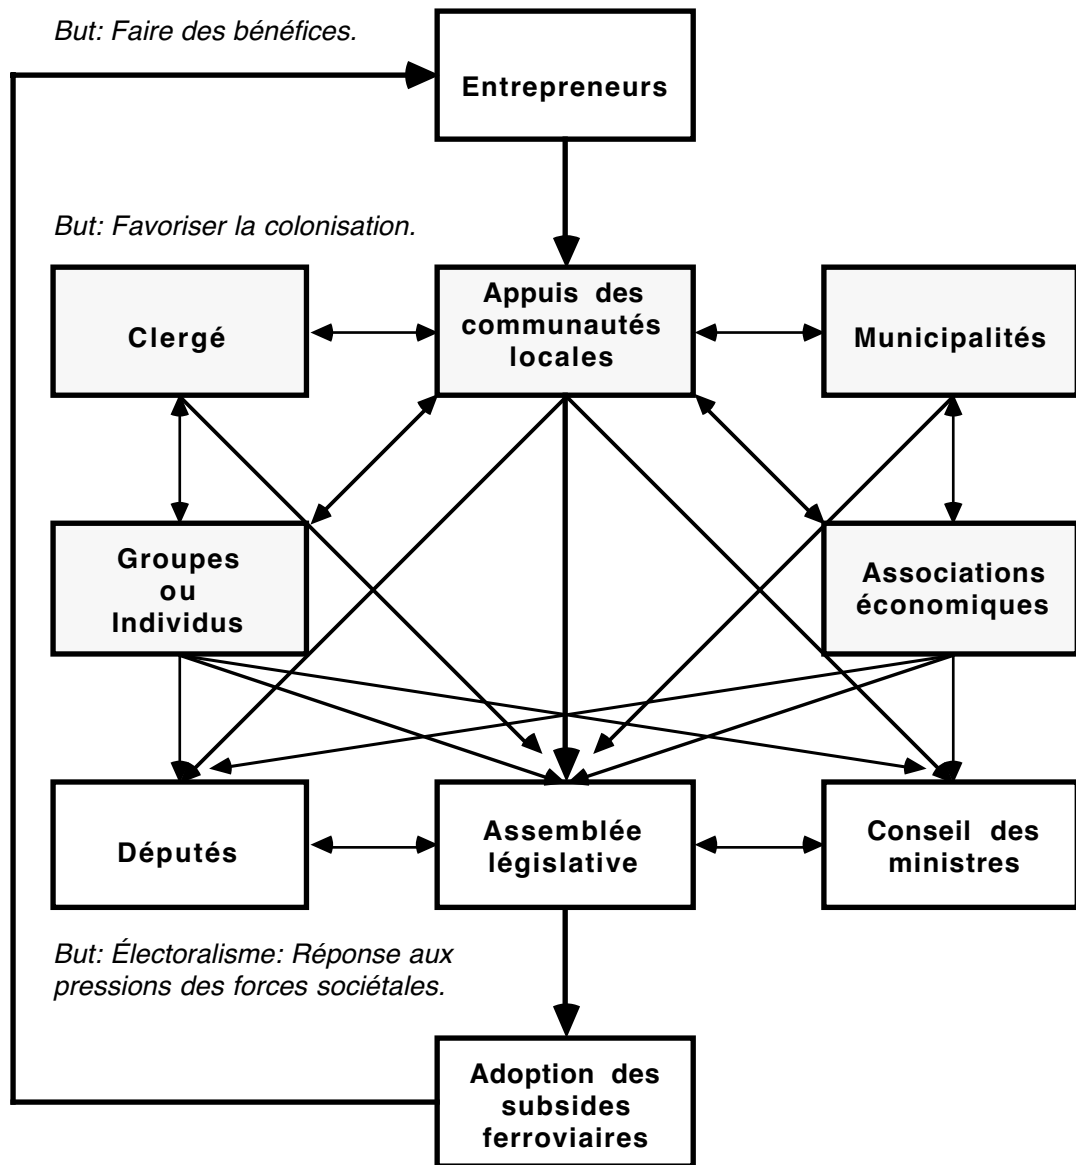 But: Faire des bénéfices.
Entrepreneurs
But: Favoriser la colonisation.
Clergé
Appuis des
communautés
locales
Municipalités
Groupes
ou
Individus
Associations
économiques
Députés
Assemblée
législative
Conseil des
ministres
But: Électoralisme: Réponse aux
pressions des forces sociétales.
Adoption des
subsides
ferroviaires